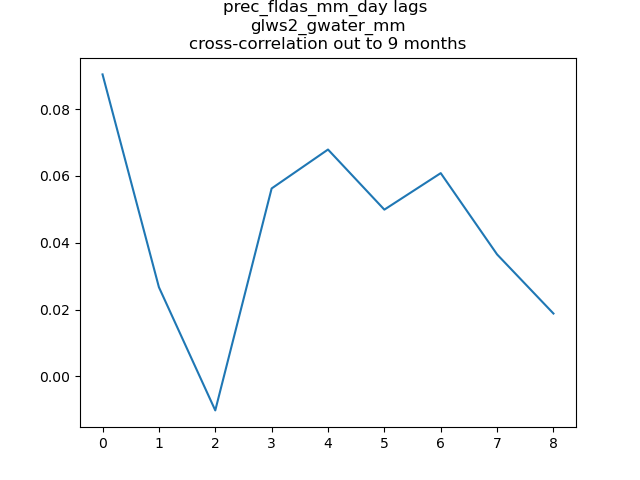 prec_fldas_mm_day lags
glws2_gwater_mm
cross-correlation out to 9 months
0.08
0.06
0.04
0.02
0.00
0 1 2 3 4 5 6 7 8